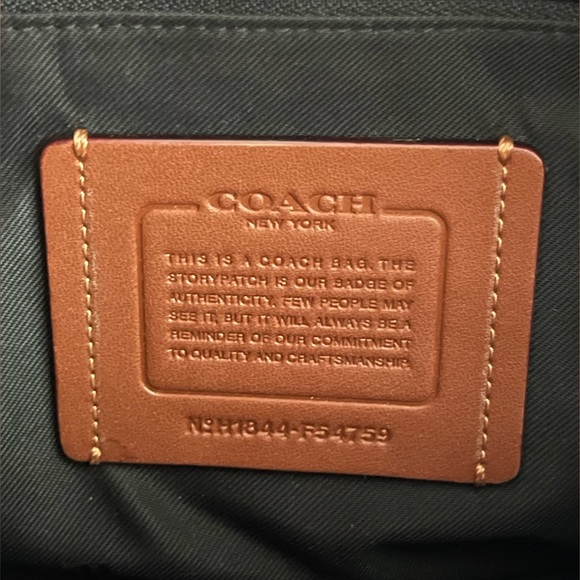 COACH
NEW YORK
THIS IS A COACH BAG. THE
STORYPATCH IS OUR BADGE OF
AUTHENTICITY. FEW PEOPLE MAY
SEE IT, BUT IT WILL ALWAYS BE A
REMINDER OF OUR COMMITMENT
TO QUALITY AND CRAFTSMANSHIP.
Nº H1844-F54759